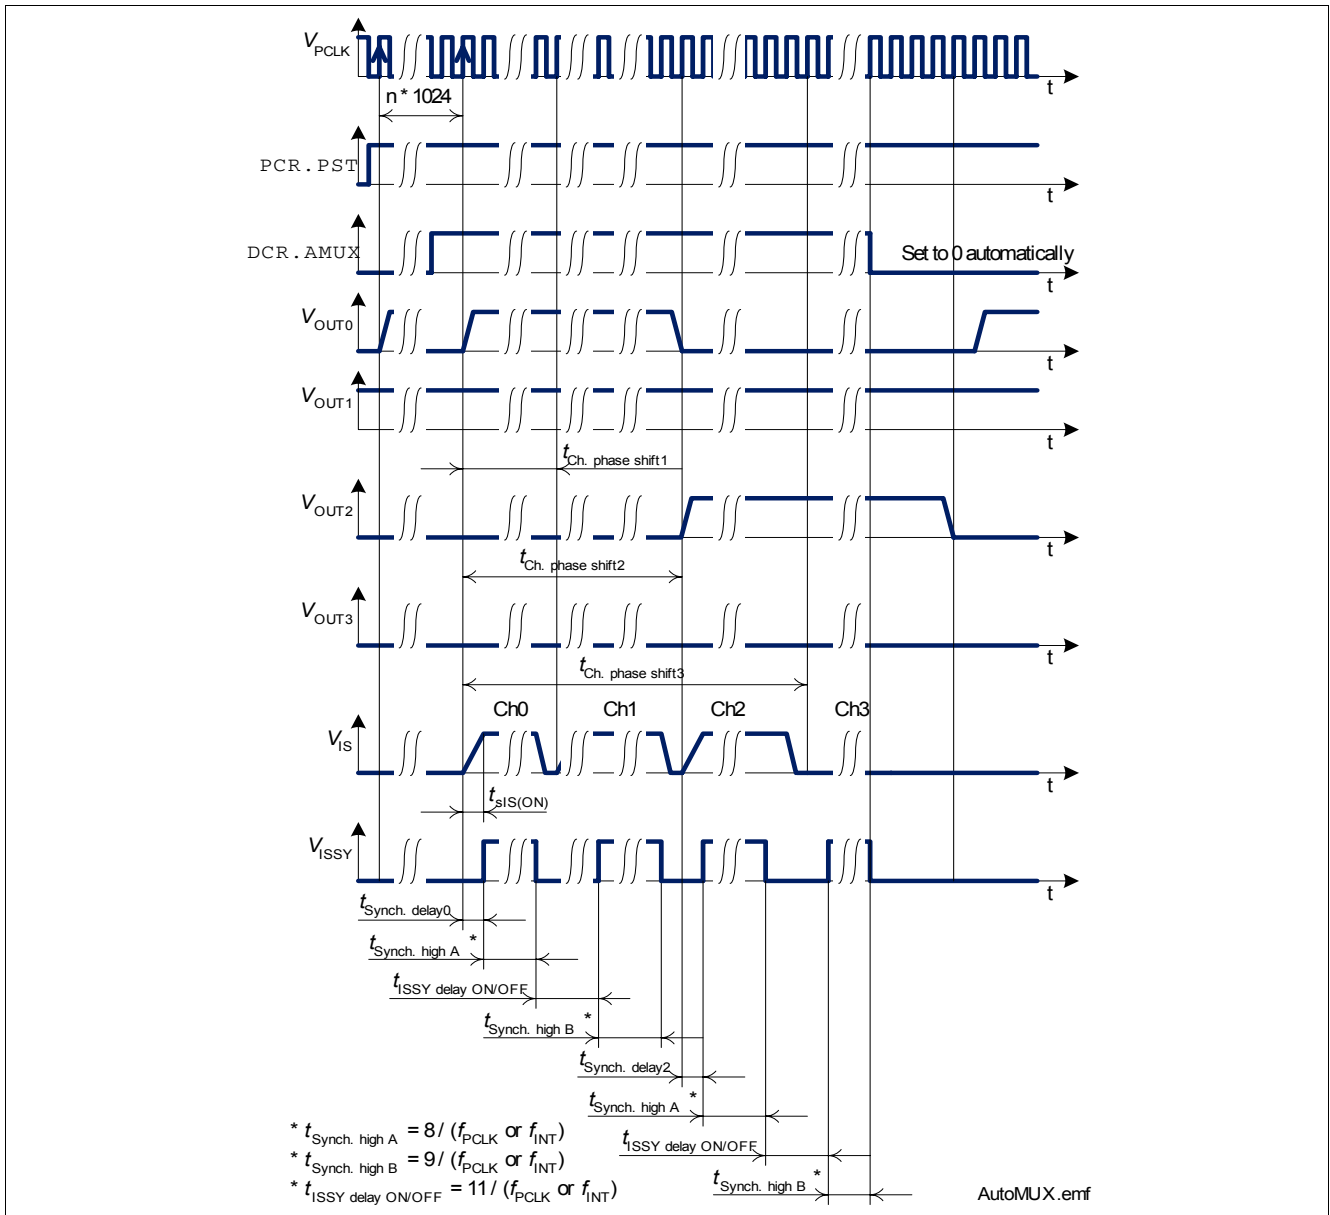 VPCLK
t
n * 1024
PCR.PST
t
DCR.AMUX
Set to 0 automatically
t
VOUT0
t
VOUT1
t
tCh. phase shift1
VOUT2
t
tCh. phase shift2
VOUT3
t
tCh. phase shift3
Ch0 Ch1 Ch2 Ch3
VIS
t
tsIS(ON)
VISSY
t
tSynch. delay0
tSynch. high A *
tISSY delay ON/OFF
tSynch. high B *
tSynch. delay2
tSynch. high A *
tISSY delay ON/OFF
tSynch. high B *
* tSynch. high A = 8 / (fPCLK or fINT)
* tSynch. high B = 9 / (fPCLK or fINT)
* tISSY delay ON/OFF = 11 / (fPCLK or fINT)
AutoMUX.emf